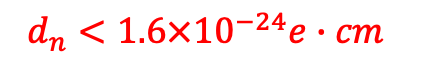 dₙ < 1.6×10⁻²⁴e · cm